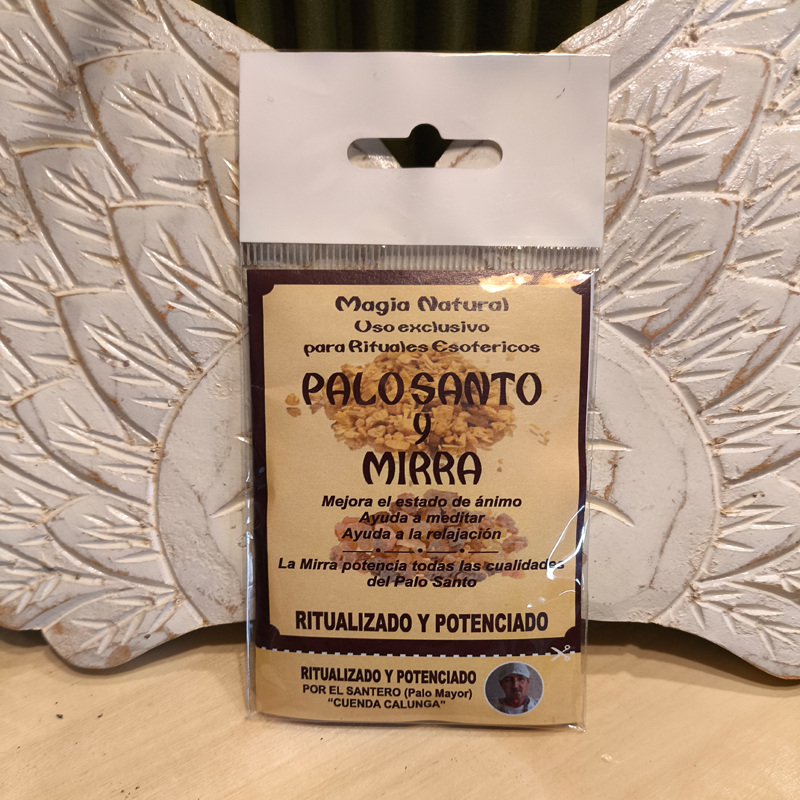 Magia Natural
Uso exclusivo
para Rituales Esotericos
PALO SANTO
y
MIRRA
Mejora el estado de ánimo
Ayuda a meditar
Ayuda a la relajación
La Mirra potencia todas las cualidades
del Palo Santo
RITUALIZADO Y POTENCIADO
RITUALIZADO Y POTENCIADO
POR EL SANTERO (Palo Mayor)
"CUENDA CALUNGA"